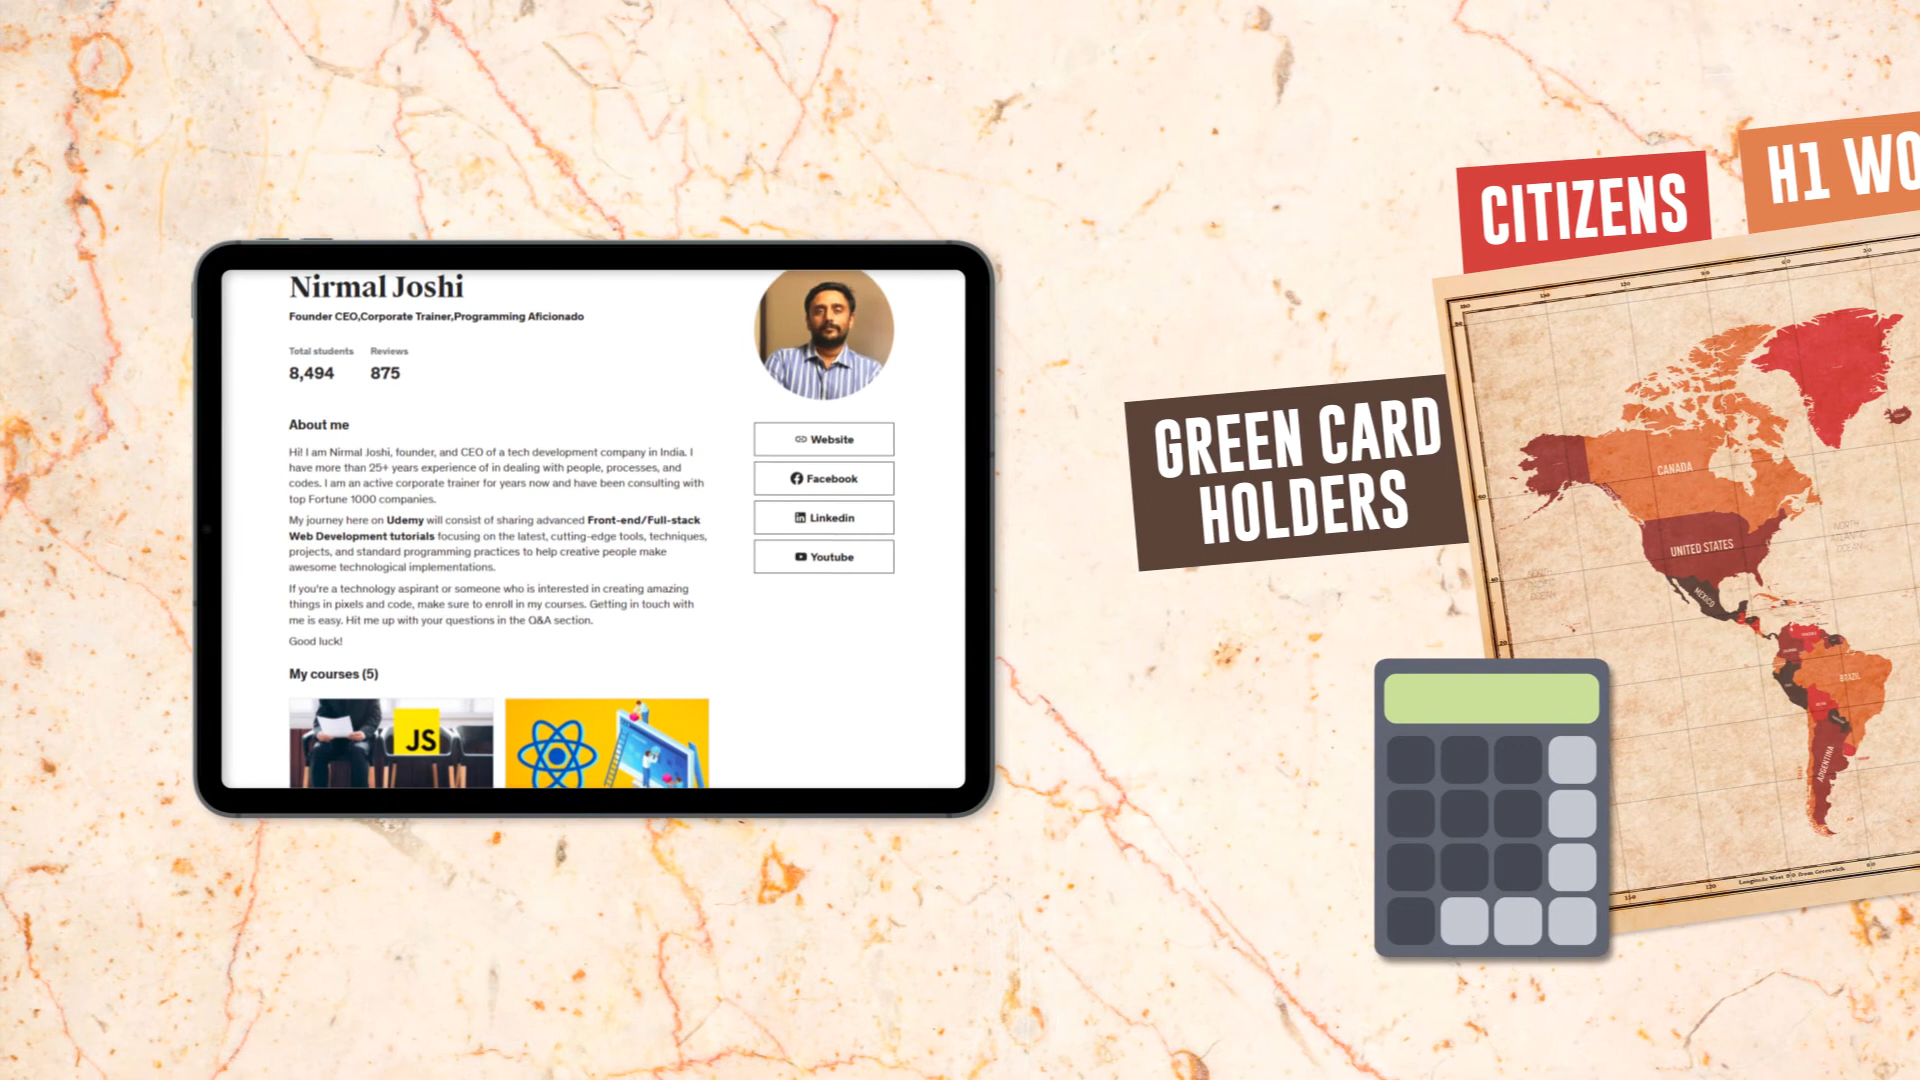 Nirmal Joshi
Founder CEO,Corporate Trainer,Programming Aficionado
Total students Reviews
8,494 875
About me
Hi! I am Nirmal Joshi, founder, and CEO of a tech development company in India. I
have more than 25+ years experience of in dealing with people, processes, and
codes. I am an active corporate trainer for years now and have been consulting with
top Fortune 1000 companies.
My journey here on Udemy will consist of sharing advanced Front-end/Full-stack
Web Development tutorials focusing on the latest, cutting-edge tools, techniques,
projects, and standard programming practices to help creative people make
awesome technological implementations.
If you're a technology aspirant or someone who is interested in creating amazing
things in pixels and code, make sure to enroll in my courses. Getting in touch with
me is easy. Hit me up with your questions in the Q&A section.
Good luck!
My courses (5)
JS
Website
Facebook
Linkedin
Youtube
CITIZENS
H1 WO
GREEN CARD
HOLDERS
CANADA
UNITED STATES
MEXICO
NORTH
ATLANTIC
OCEAN
BRAZIL
ARGENTINA
Longitude West from Greenwich